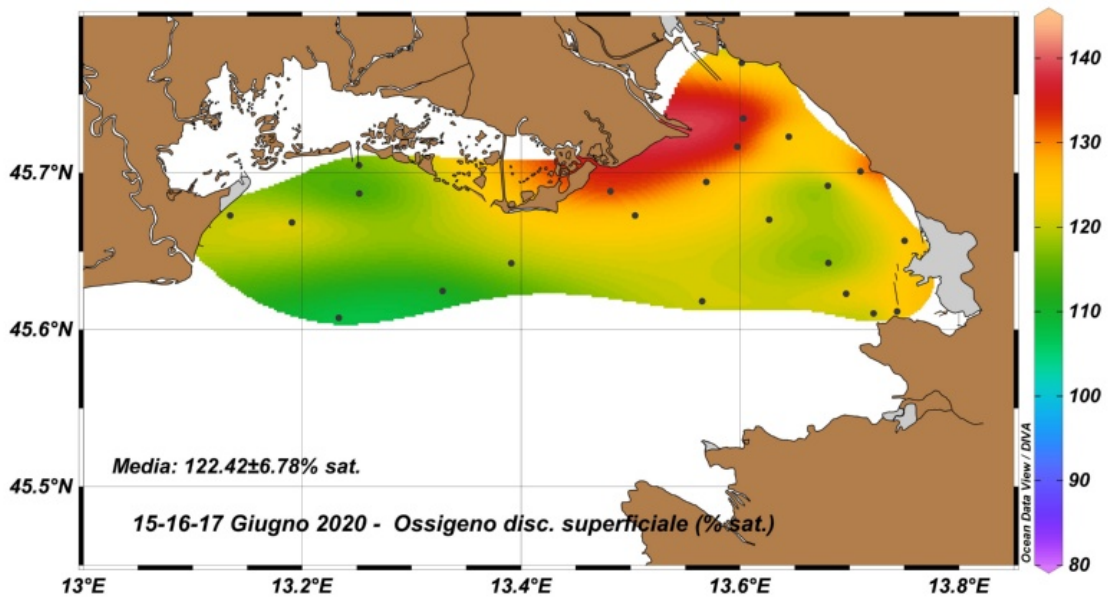 140
130
120
110
100
90
80
45.7°N
45.6°N
45.5°N
Media: 122.42±6.78% sat.
15-16-17 Giugno 2020 - Ossigeno disc. superficiale (% sat.)
Ocean Data View / DIVA
13°E
13.2°E
13.4°E
13.6°E
13.8°E